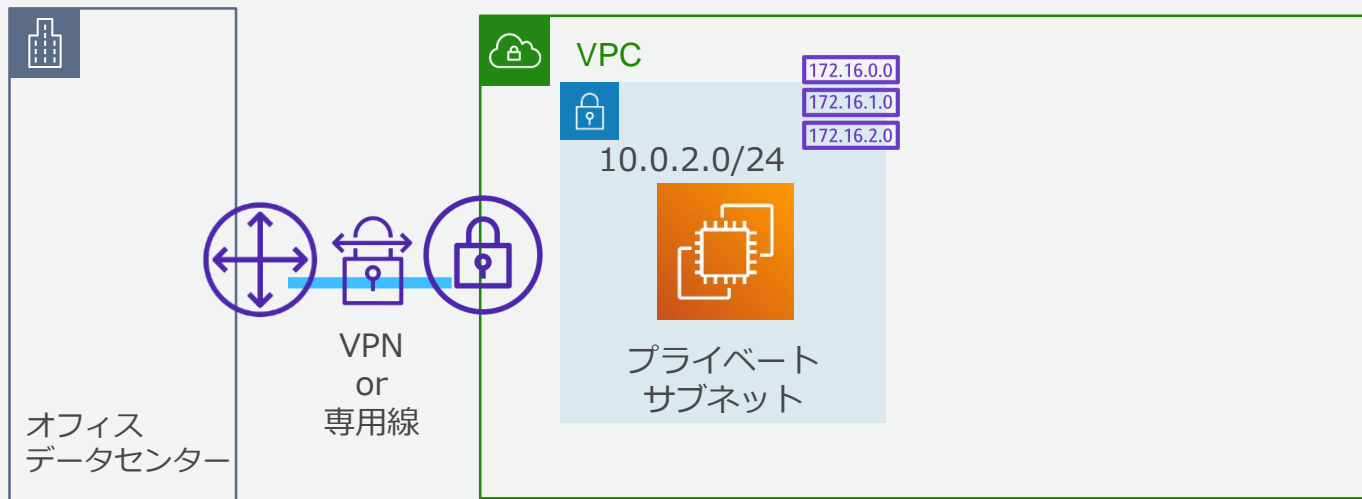 VPC
172.16.0.0
172.16.1.0
172.16.2.0
10.0.2.0/24
プライベート
サブネット
VPN
or
専用線
オフィス
データセンター